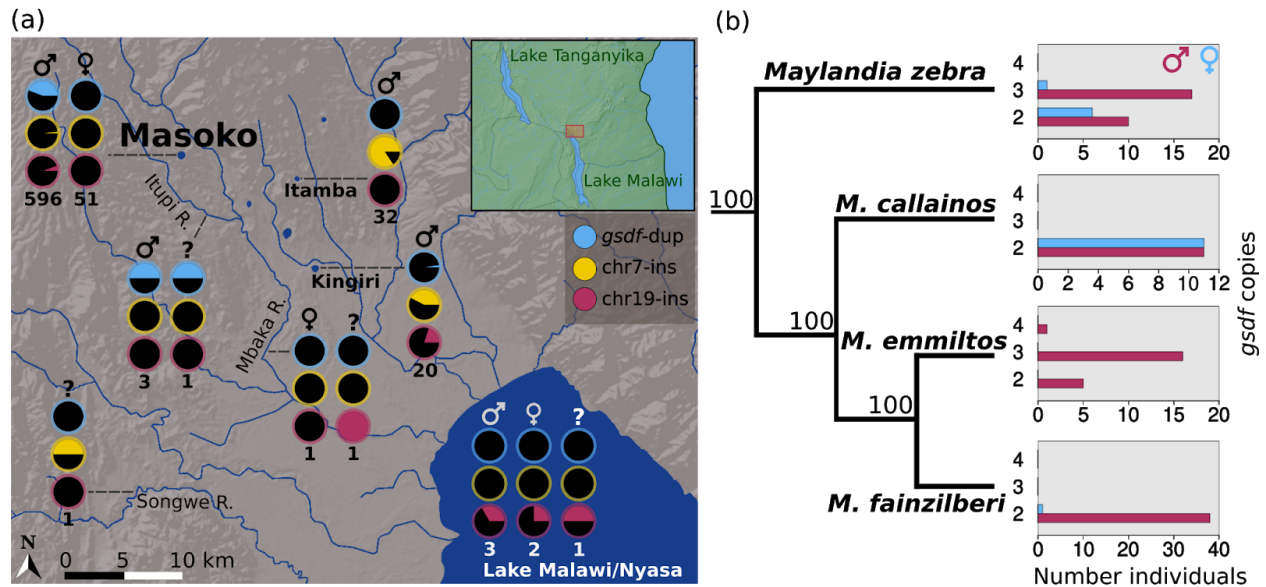 (a)
♂ ♀
Masoko
596 51
Itupi R.
♂
Itamba
32
Lake Tanganyika
Lake Malawi
gsdf-dup
chr7-ins
chr19-ins
♂ ?
3 1
Kingiri
♂
20
Mbaka R.
♀ ?
1 1
?
Songwe R.
1
♂ ♀ ?
3 2 1
Lake Malawi/Nyasa
N
0 5 10 km
(b)
100
100
100
Maylandia zebra
M. callainos
M. emmiltos
M. fainzilberi
♂ ♀
4
3
2
0 5 10 15 20
4
3
2
0 2 4 6 8 10 12
4
3
2
0 5 10 15 20
4
3
2
0 10 20 30 40
Number individuals
gsdf copies